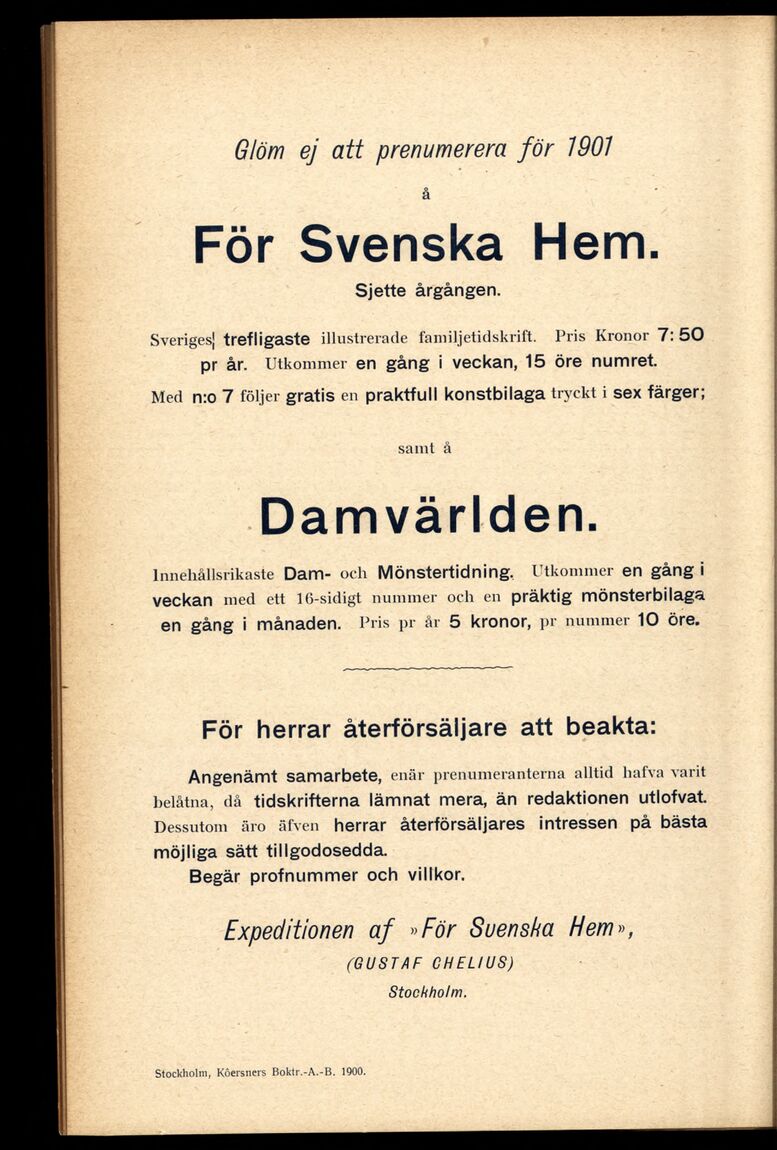 Glöm ej att prenumerera för 1901
å
För Svenska Hem.
Sjette årgången.
Sveriges trefligaste illustrerade familjetidskrift. Pris Kronor 7: 50
pr år. Utkommer en gång i veckan, 15 öre numret.
Med n:o 7 följer gratis en praktfull konstbilaga tryckt i sex färger;
samt å
Damvärlden.
Innehållsrikaste Dam- och Mönstertidning. Utkommer en gång i
veckan med ett 16-sidigt nummer och en präktig mönsterbilaga
en gång i månaden. Pris pr år 5 kronor, pr nummer 10 öre.
För herrar återförsäljare att beakta:
Angenämt samarbete, enär prenumeranterna alltid hafva varit
belåtna, då tidskrifterna lämnat mera, än redaktionen utlofvat.
Dessutom äro äfven herrar återförsäljares intressen på bästa
möjliga sätt tillgodosedda.
Begär profnummer och villkor.
Expeditionen af »För Svenska Hem»,
(GUSTAF CHELIUS)
Stockholm.
Stockholm, Köersners Boktr.-A.-B. 1900.